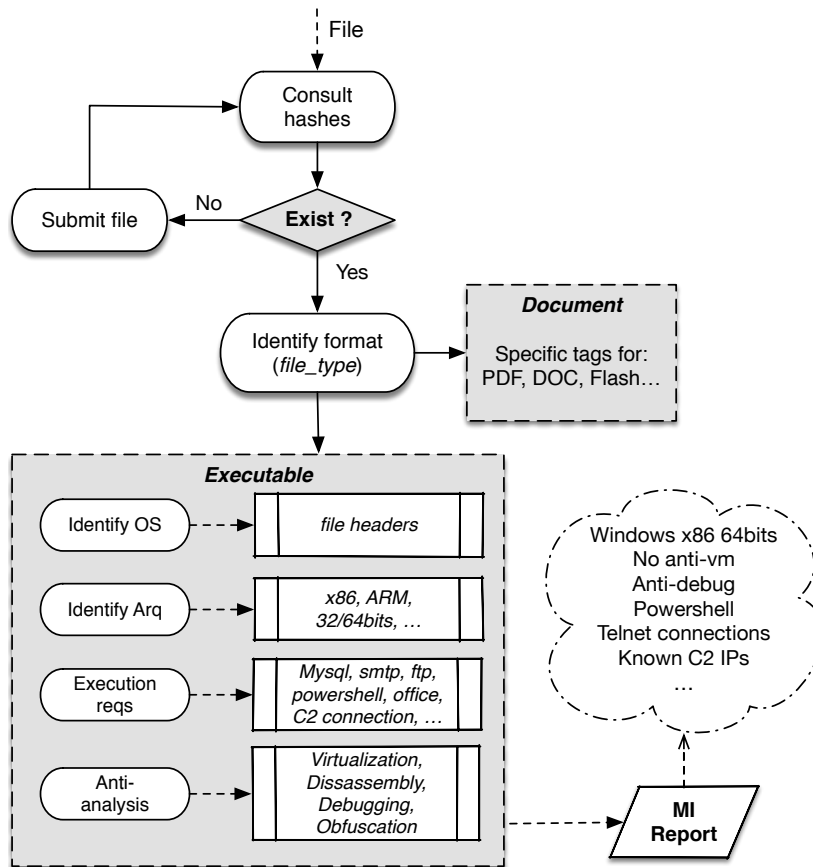 File
Consult
hashes
Exist ?
No
Submit file
Yes
Identify format
(file_type)
Document
Specific tags for:
PDF, DOC, Flash…
Executable
Identify OS
file headers
Identify Arq
x86, ARM,
32/64bits, …
Execution
reqs
Mysql, smtp, ftp,
powershell, office,
C2 connection, …
Anti-
analysis
Virtualization,
Dissassembly,
Debugging,
Obfuscation
Windows x86 64bits
No anti-vm
Anti-debug
Powershell
Telnet connections
Known C2 IPs
…
MI
Report